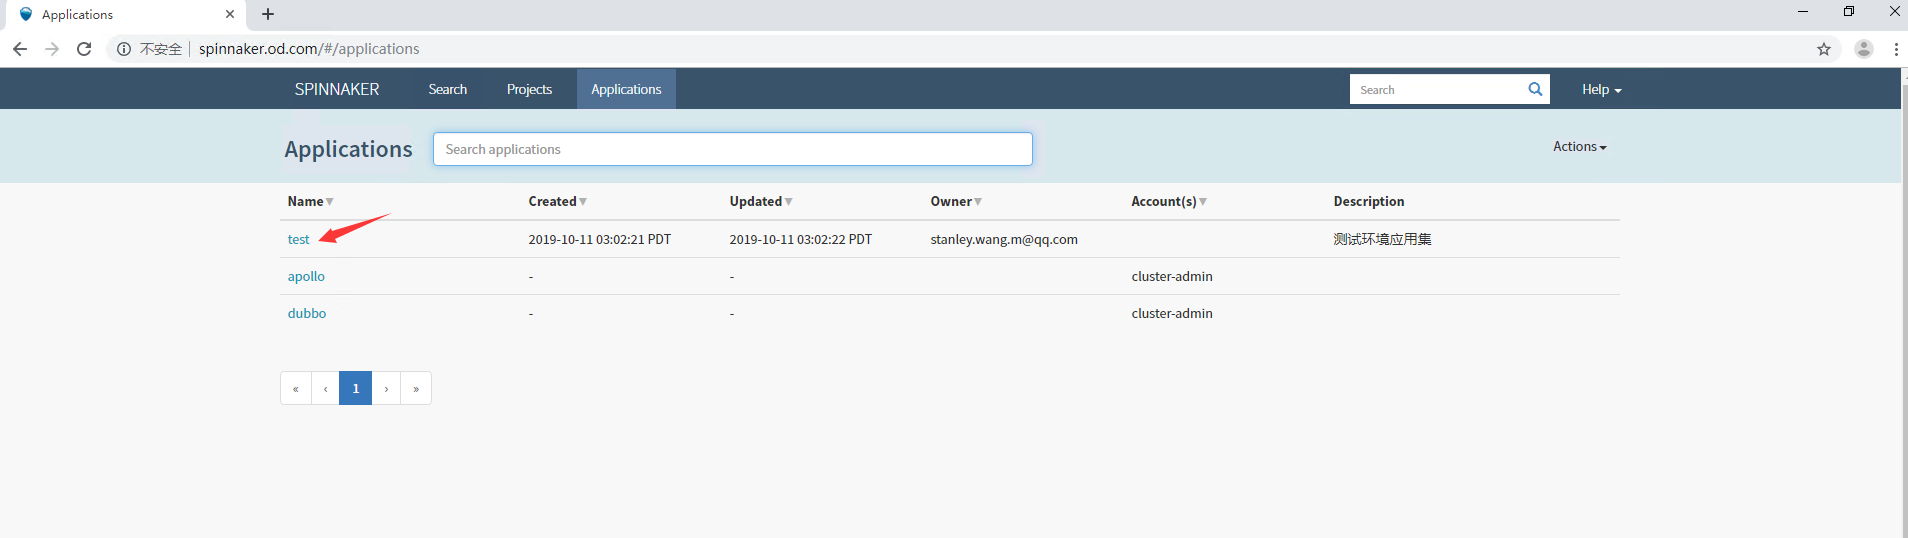 Applications
不安全 spinnaker.od.com/#/applications
SPINNAKER Search Projects Applications Search Help
Applications Search applications Actions
Name Created Updated Owner Account(s) Description
test 2019-10-11 03:02:21 PDT 2019-10-11 03:02:22 PDT stanley.wang.m@qq.com 测试环境应用集
apollo - - cluster-admin
dubbo - - cluster-admin
« ‹ 1 › »